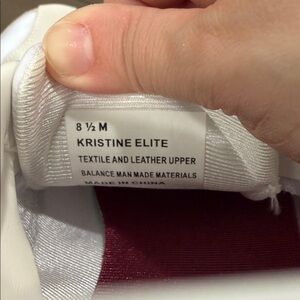 8 ½ M
KRISTINE ELITE
TEXTILE AND LEATHER UPPER
BALANCE MAN MADE MATERIALS
MADE IN CHINA